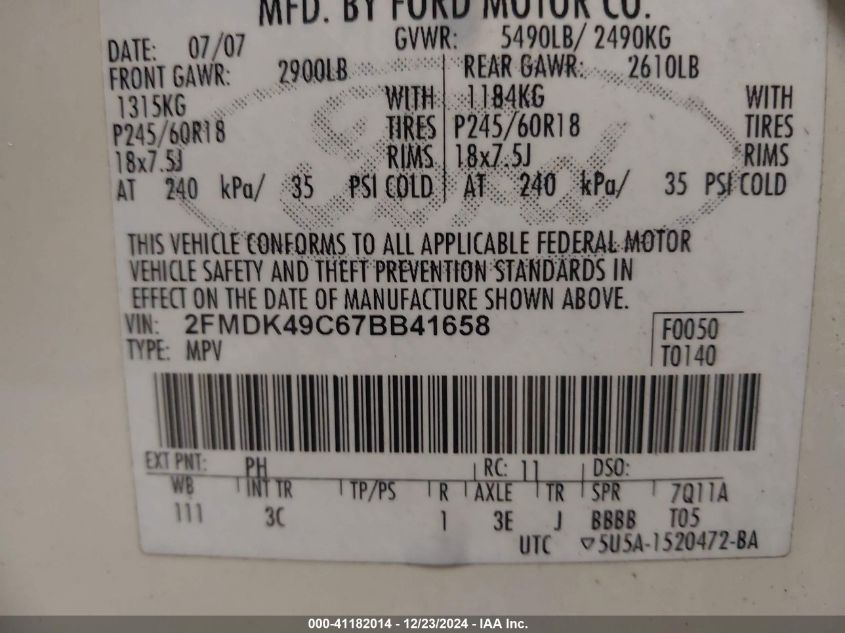 MFD. BY FORD MOTOR CO.
DATE: 07/07 GVWR: 5490LB/ 2490KG
FRONT GAWR: 2900LB REAR GAWR: 2610LB
1315KG WITH 1184KG WITH
P245/60R18 TIRES P245/60R18 TIRES
18x7.5J RIMS 18x7.5J RIMS
AT 240 kPa/ 35 PSI COLD AT 240 kPa/ 35 PSI COLD
THIS VEHICLE CONFORMS TO ALL APPLICABLE FEDERAL MOTOR
VEHICLE SAFETY AND THEFT PREVENTION STANDARDS IN
EFFECT ON THE DATE OF MANUFACTURE SHOWN ABOVE.
VIN: 2FMDK49C67BB41658 F0050
TYPE: MPV T0140
EXT PNT: PH RC: 11 DSO:
WB INT TR TP/PS R AXLE TR SPR 7Q11A
111 3C 1 3E J BBBB T05
UTC ▽5U5A-1520472-BA
000-41182014 - 12/23/2024 - IAA Inc.